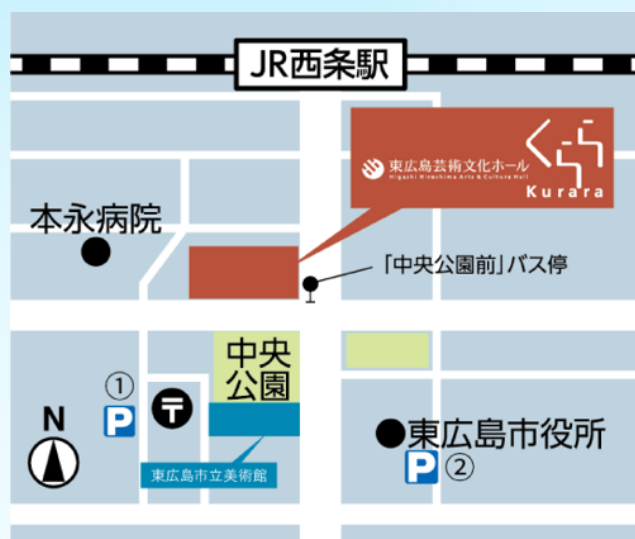 JR西条駅
くらら
東広島芸術文化ホール
Higashi Hiroshima Arts & Culture Hall
Kurara
本永病院
「中央公園前」バス停
中央
公園
①
P
〒
N
東広島市役所
P ②
東広島市立美術館